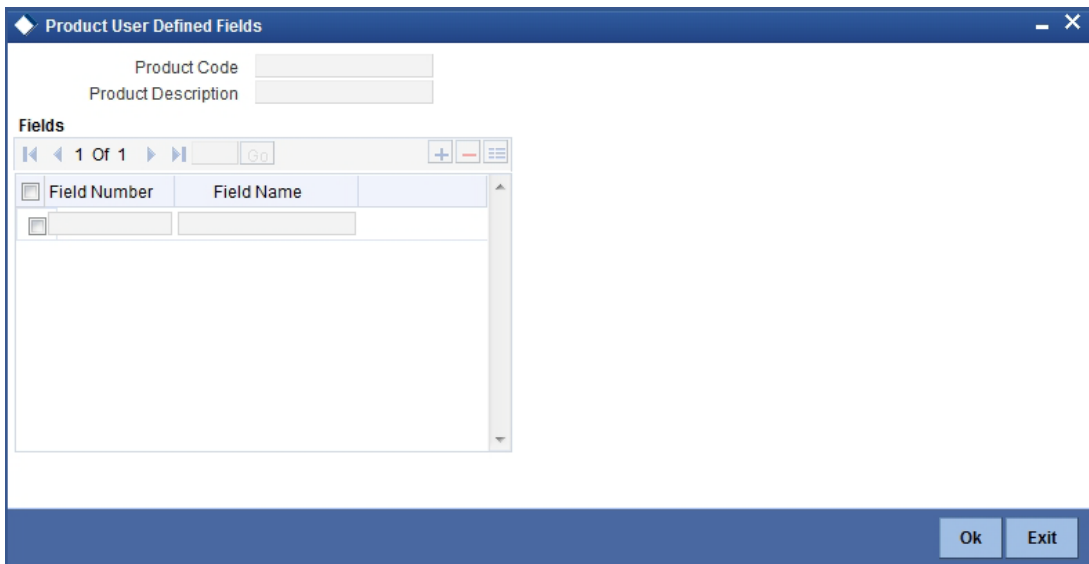 Product User Defined Fields
Product Code
Product Description
Fields
1 Of 1 Go
Field Number Field Name
Ok Exit